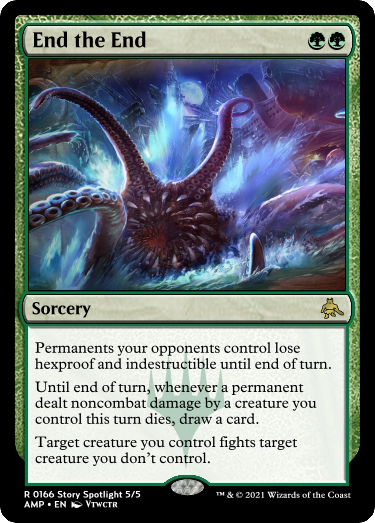 End the End
Sorcery
Permanents your opponents control lose
hexproof and indestructible until end of turn.
Until end of turn, whenever a permanent
dealt noncombat damage by a creature you
control this turn dies, draw a card.
Target creature you control fights target
creature you don't control.
R 0166 Story Spotlight 5/5
AMP • EN Vtwctr
™ & © 2021 Wizards of the Coast